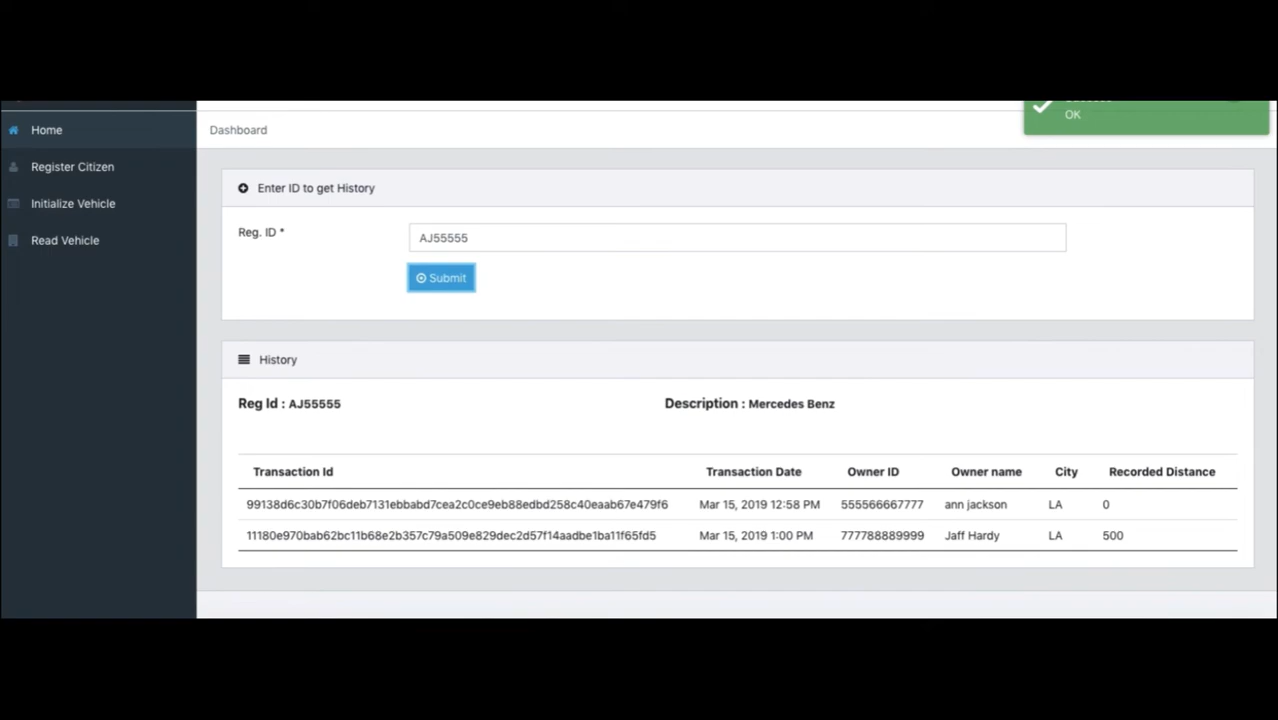 Home
Dashboard
OK
Register Citizen
Enter ID to get History
Initialize Vehicle
Reg. ID *
AJ55555
Read Vehicle
Submit
History
Reg Id : AJ55555
Description : Mercedes Benz
Transaction Id Transaction Date Owner ID Owner name City Recorded Distance
99138d6c30b7f06deb7131ebbabd7cea2c0ce9eb88edbd258c40eaab67e479f6 Mar 15, 2019 12:58 PM 555566667777 ann jackson LA 0
11180e970bab62bc11b68e2b357c79a509e829dec2d57f14aadbe1ba11f65fd5 Mar 15, 2019 1:00 PM 777788889999 Jaff Hardy LA 500